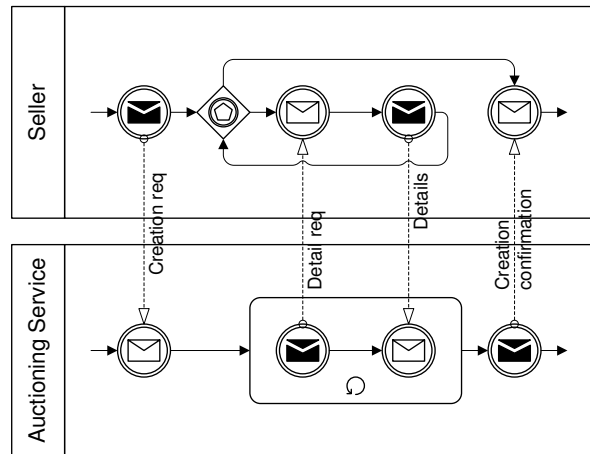 Seller
Creation req
Detail req
Details
Creation
confirmation
Auctioning Service